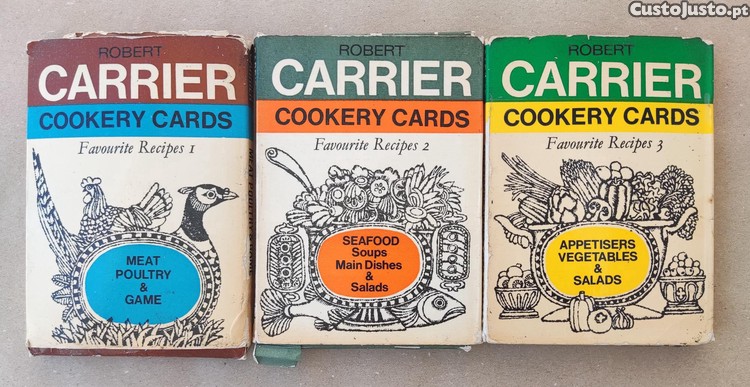 CustoJusto.pt
ROBERT
CARRIER
COOKERY CARDS
Favourite Recipes 1
MEAT
POULTRY
&
GAME
ROBERT
CARRIER
COOKERY CARDS
Favourite Recipes 2
SEAFOOD
Soups
Main Dishes
&
Salads
ROBERT
CARRIER
COOKERY CARDS
Favourite Recipes 3
APPETISERS
VEGETABLES
&
SALADS